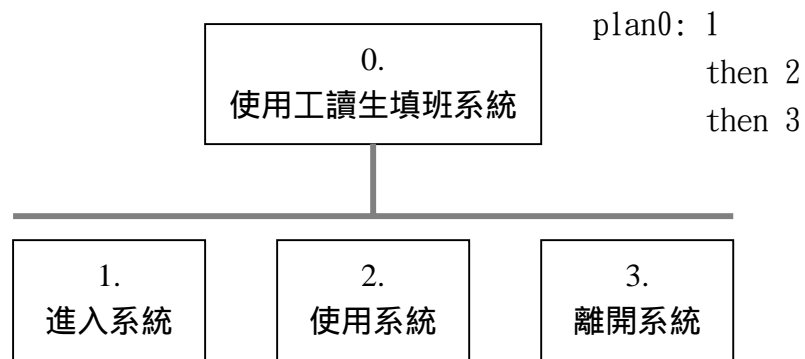 plan0: 1
then 2
then 3
0.
使用工讀生填班系統
1.
進入系統
2.
使用系統
3.
離開系統